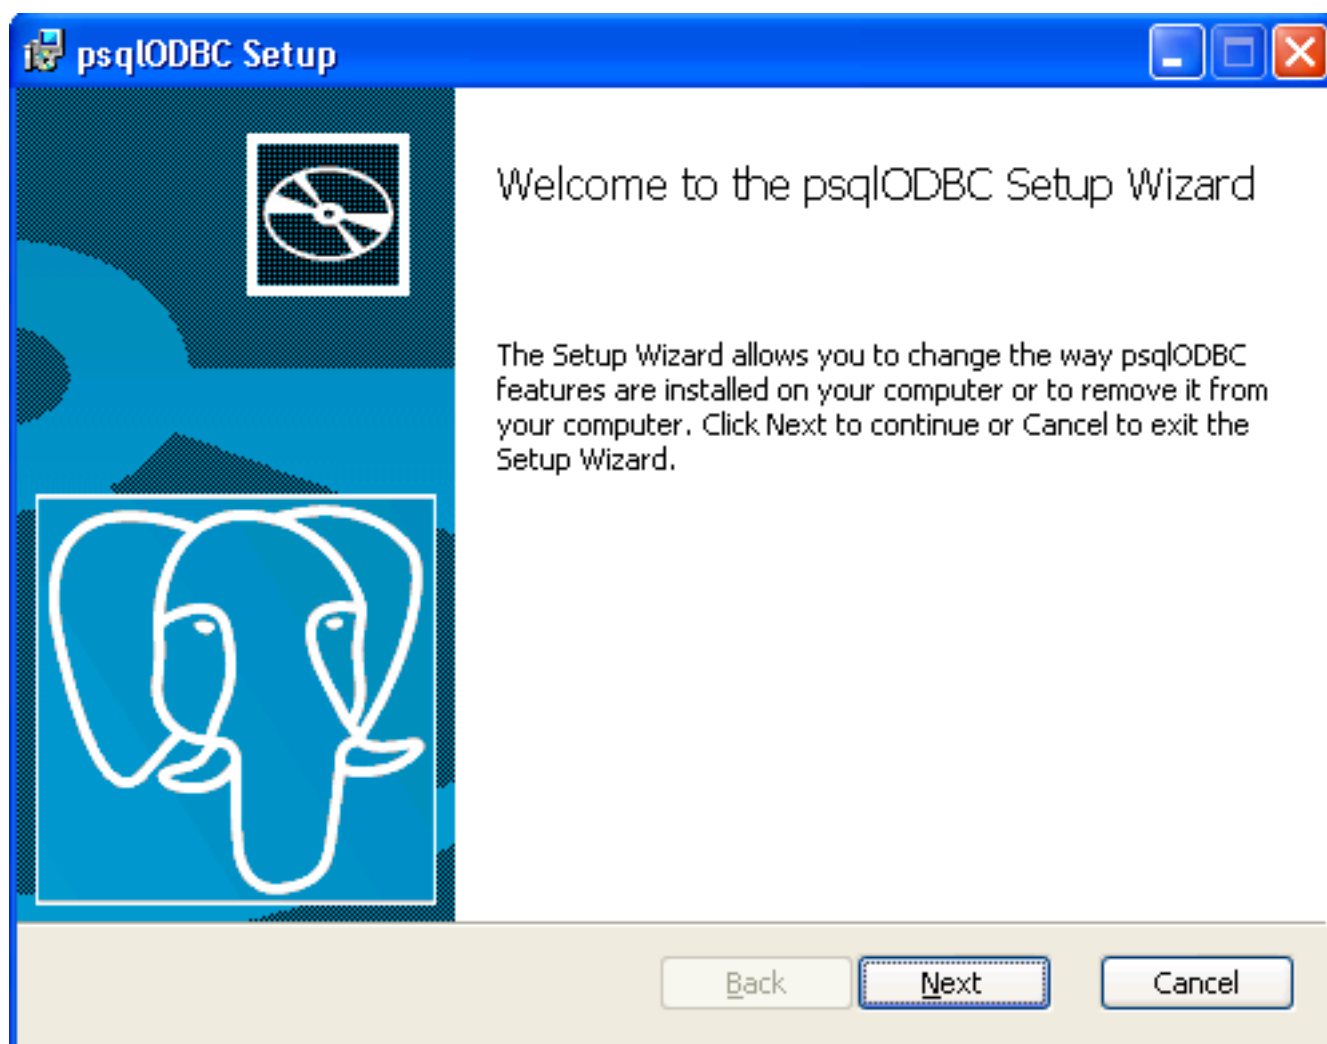 psqlODBC Setup
Welcome to the psqlODBC Setup Wizard
The Setup Wizard allows you to change the way psqlODBC
features are installed on your computer or to remove it from
your computer. Click Next to continue or Cancel to exit the
Setup Wizard.
Back Next Cancel